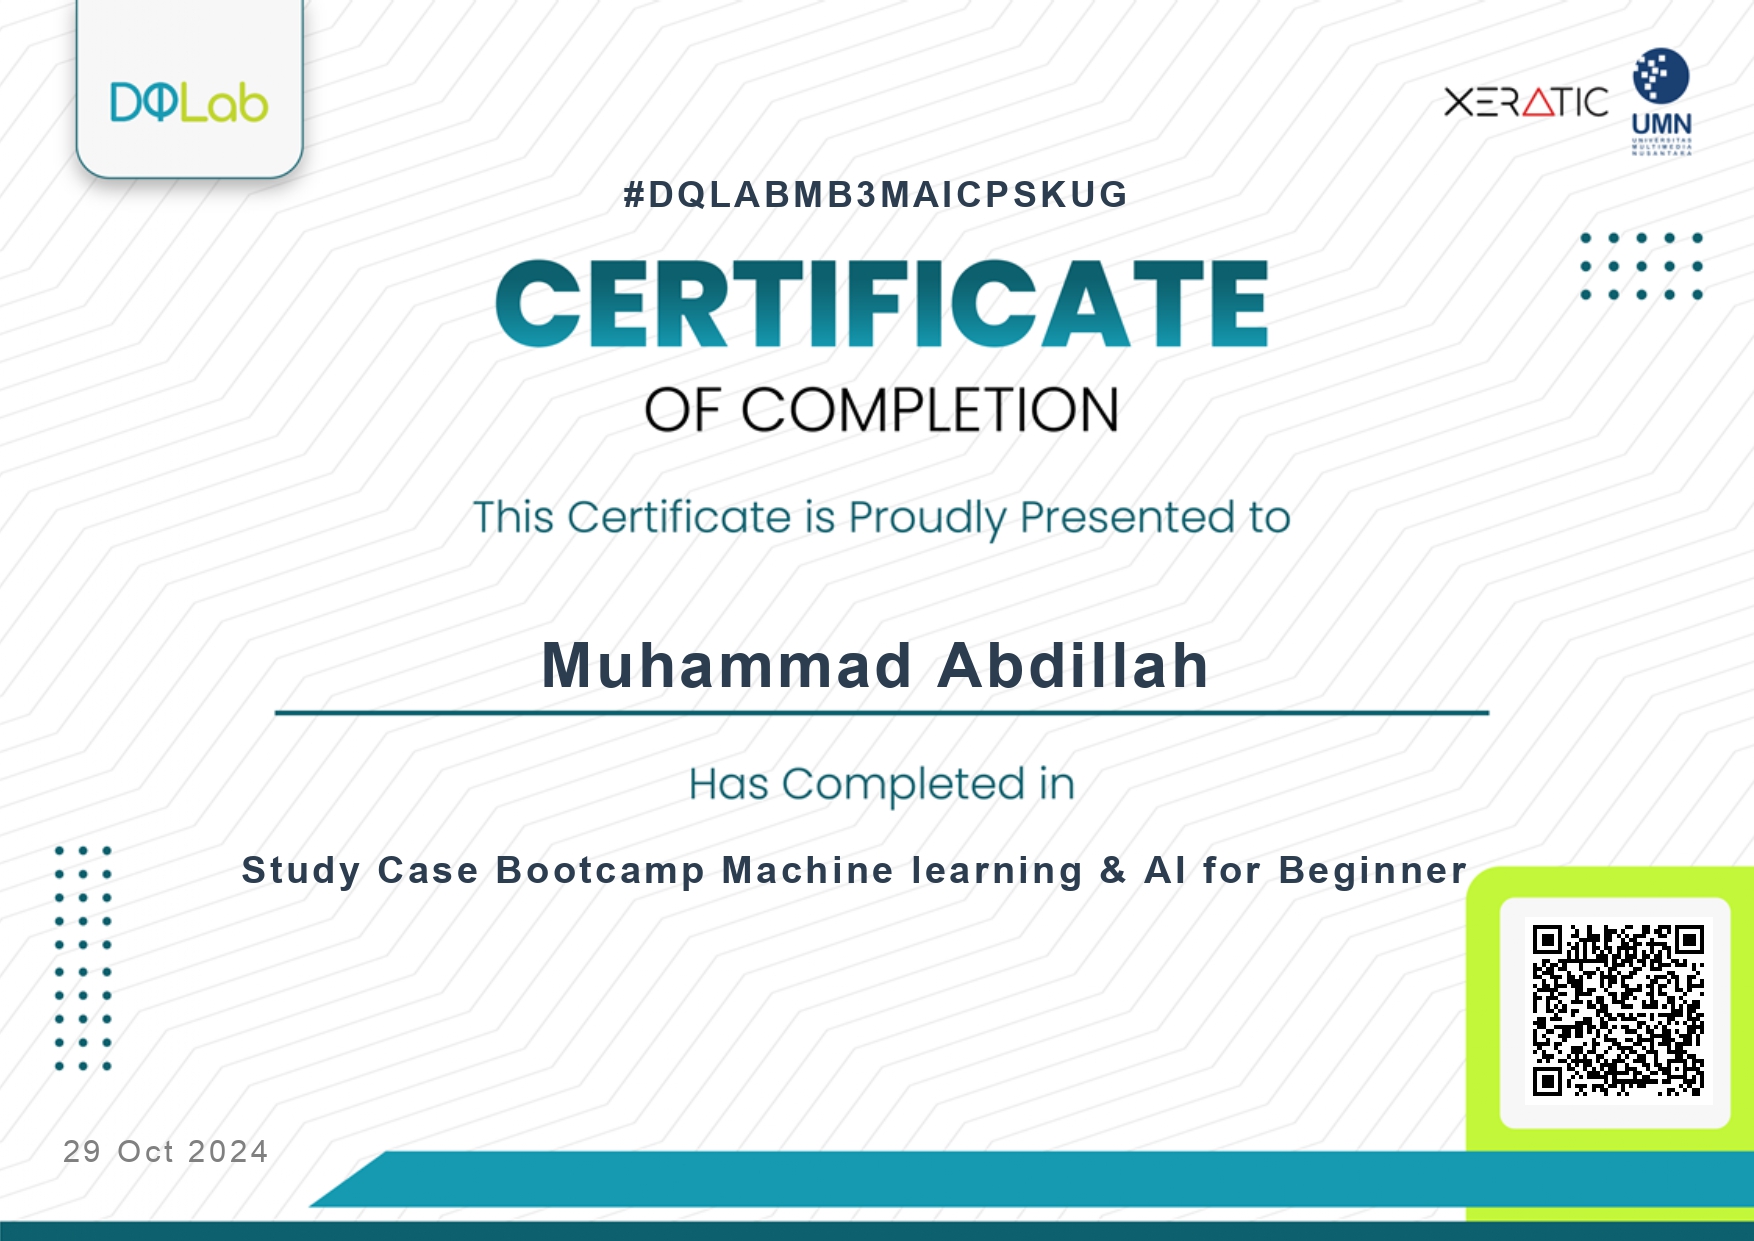 DQLab
XERATIC
UMN
UNIVERSITAS
MULTIMEDIA
NUSANTARA
#DQLABMB3MAICPSKUG
CERTIFICATE
OF COMPLETION
This Certificate is Proudly Presented to
Muhammad Abdillah
Has Completed in
Study Case Bootcamp Machine learning & AI for Beginner
29 Oct 2024